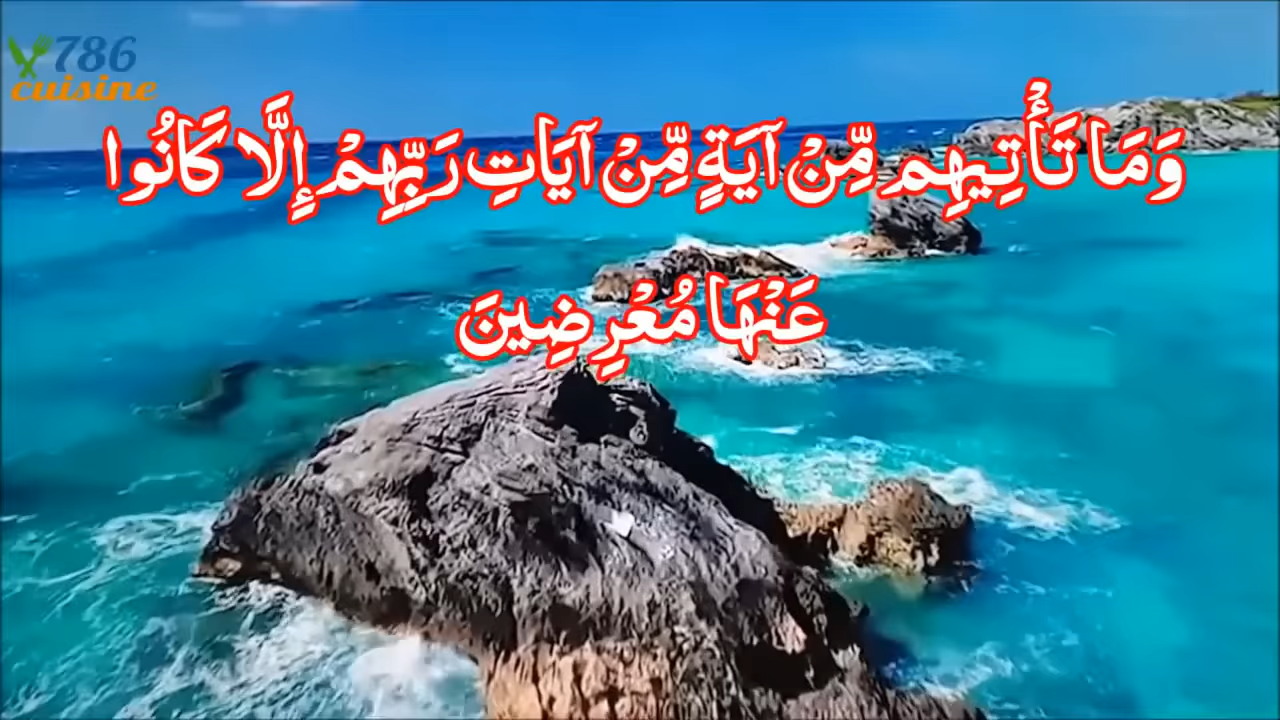 786
cuisine
وَمَا تَأْتِيهِم مِّنْ آيَةٍ مِّنْ آيَاتِ رَبِّهِمْ إِلَّا كَانُوا
عَنْهَا مُعْرِضِينَ